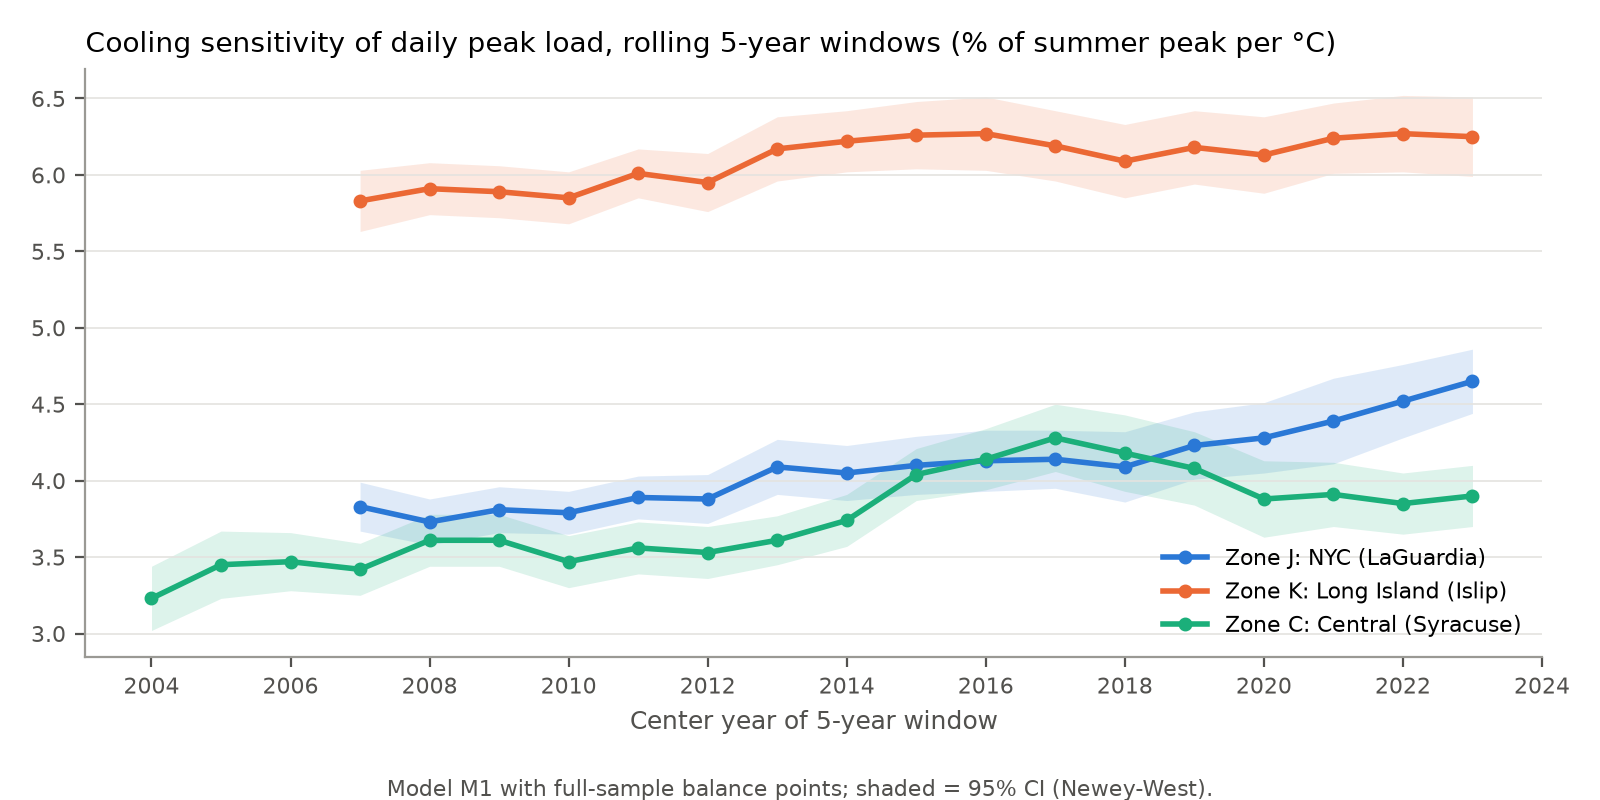 Cooling sensitivity of daily peak load, rolling 5-year windows (% of summer peak per °C)
6.5
6.0
5.5
5.0
4.5
4.0
3.5
3.0
Zone J: NYC (LaGuardia)
Zone K: Long Island (Islip)
Zone C: Central (Syracuse)
2004 2006 2008 2010 2012 2014 2016 2018 2020 2022 2024
Center year of 5-year window
Model M1 with full-sample balance points; shaded = 95% CI (Newey-West).